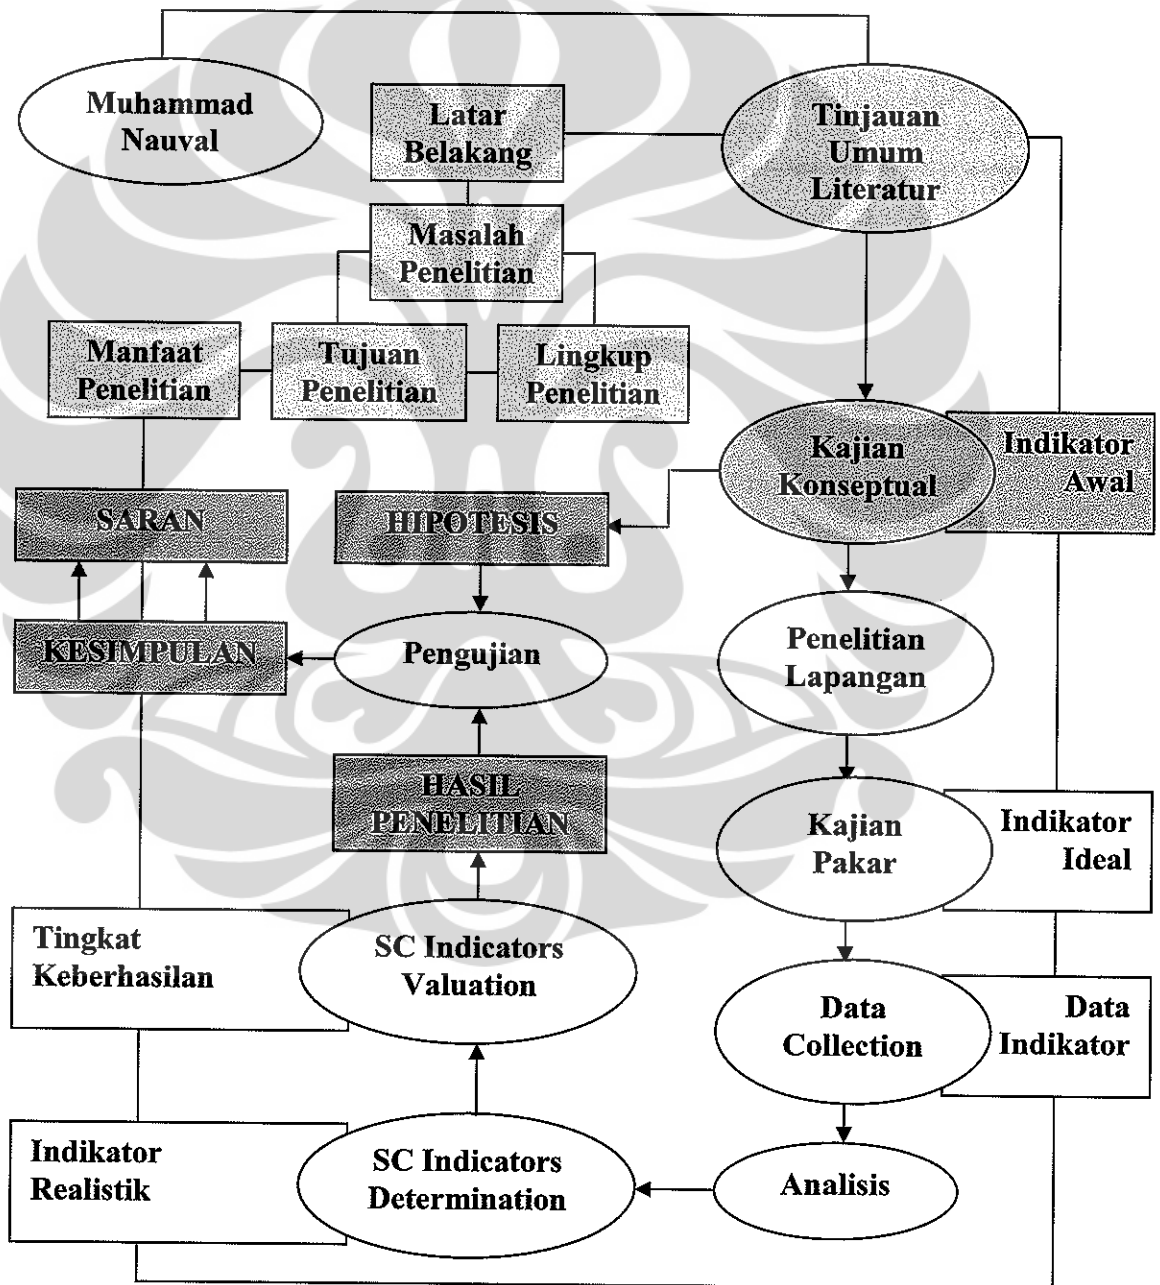 Muhammad
Nauval
Latar
Belakang
Tinjauan
Umum
Literatur
Masalah
Penelitian
Manfaat
Penelitian
Tujuan
Penelitian
Lingkup
Penelitian
Kajian
Konseptual
Indikator
Awal
SARAN
HIPOTESIS
KESIMPULAN
Pengujian
Penelitian
Lapangan
HASIL
PENELITIAN
Kajian
Pakar
Indikator
Ideal
Tingkat
Keberhasilan
SC Indicators
Valuation
Data
Collection
Data
Indikator
Indikator
Realistik
SC Indicators
Determination
Analisis